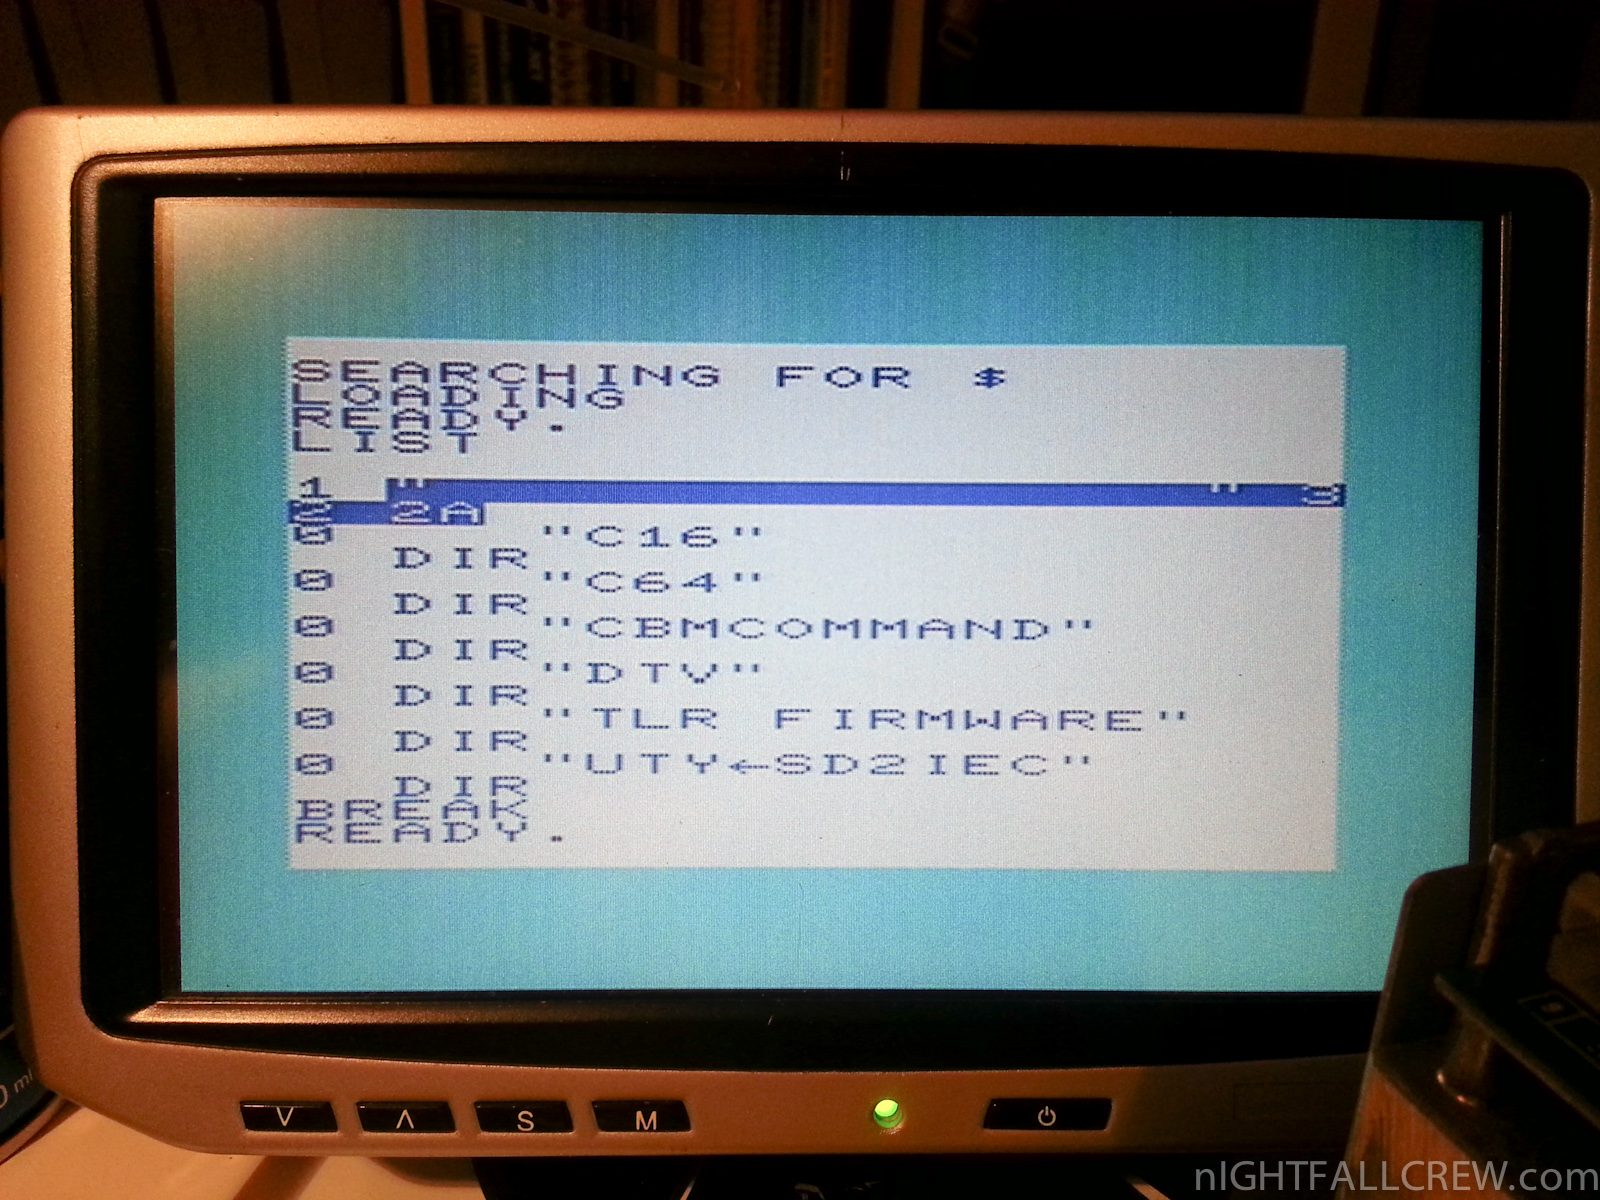 SEARCHING FOR $
LOADING
READY.
LIST
1 " " 3
2 2A
0 "C16"
DIR
0 "C64"
DIR
0 "CBMCOMMAND"
DIR
0 "DTV"
DIR
0 "TLR FIRMWARE"
DIR
0 "UTY←SD2IEC"
DIR
BREAK
READY.
V Λ S M
nIGHTFALLCREW.com